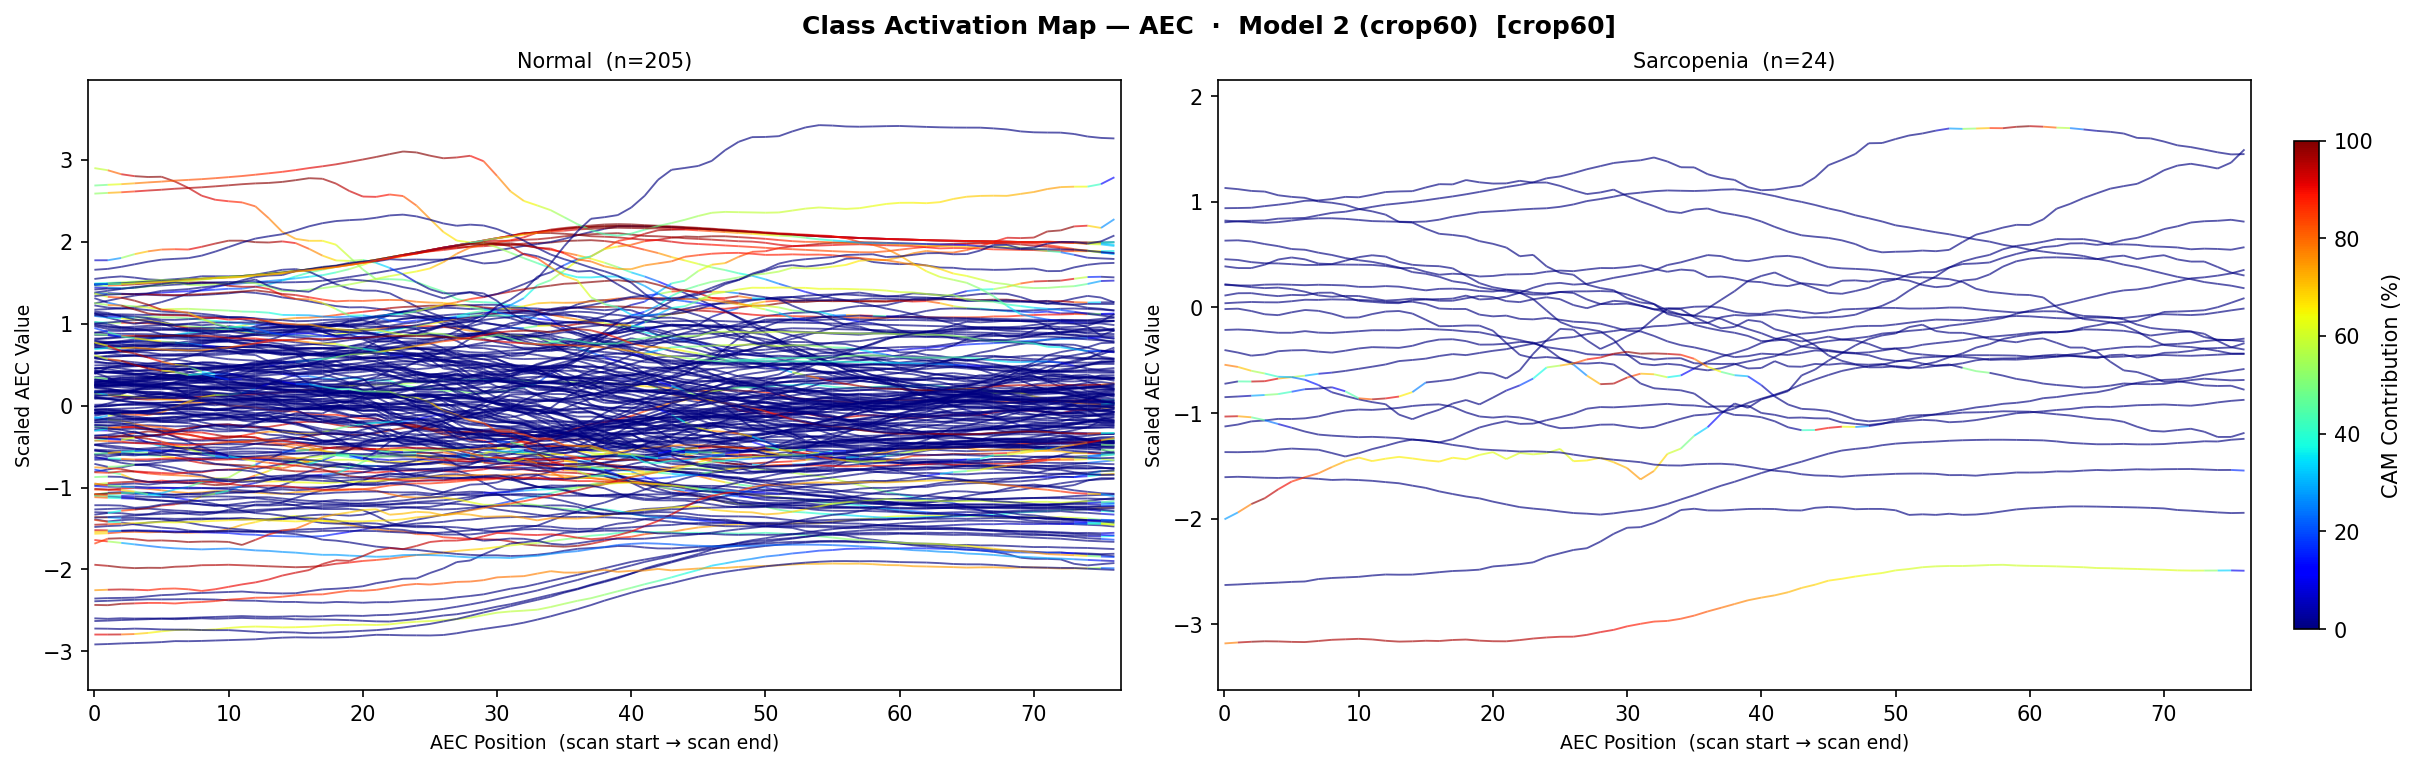 Class Activation Map — AEC · Model 2 (crop60) [crop60]
Normal (n=205)
Scaled AEC Value
3
2
1
0
−1
−2
−3
0 10 20 30 40 50 60 70
AEC Position (scan start → scan end)
Sarcopenia (n=24)
Scaled AEC Value
2
1
0
−1
−2
−3
0 10 20 30 40 50 60 70
AEC Position (scan start → scan end)
100
80
60
40
20
0
CAM Contribution (%)